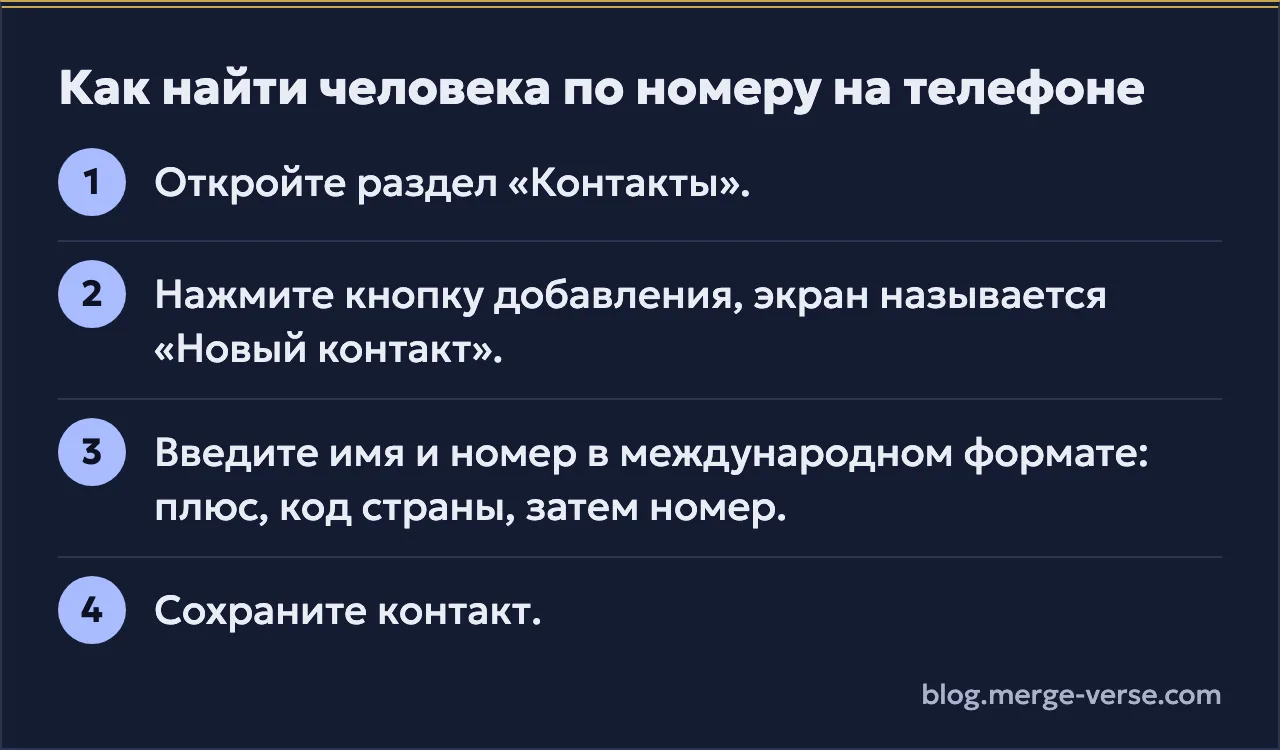 Как найти человека по номеру на телефоне
1
Откройте раздел «Контакты».
2
Нажмите кнопку добавления, экран называется
«Новый контакт».
3
Введите имя и номер в международном формате:
плюс, код страны, затем номер.
4
Сохраните контакт.
blog.merge-verse.com